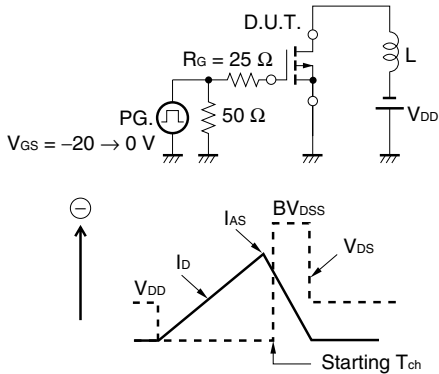 D.U.T.
RG = 25 Ω
L
PG.
50 Ω
VDD
VGS = −20 → 0 V
⊖
IAS
BVDSS
ID
VDS
VDD
Starting Tch